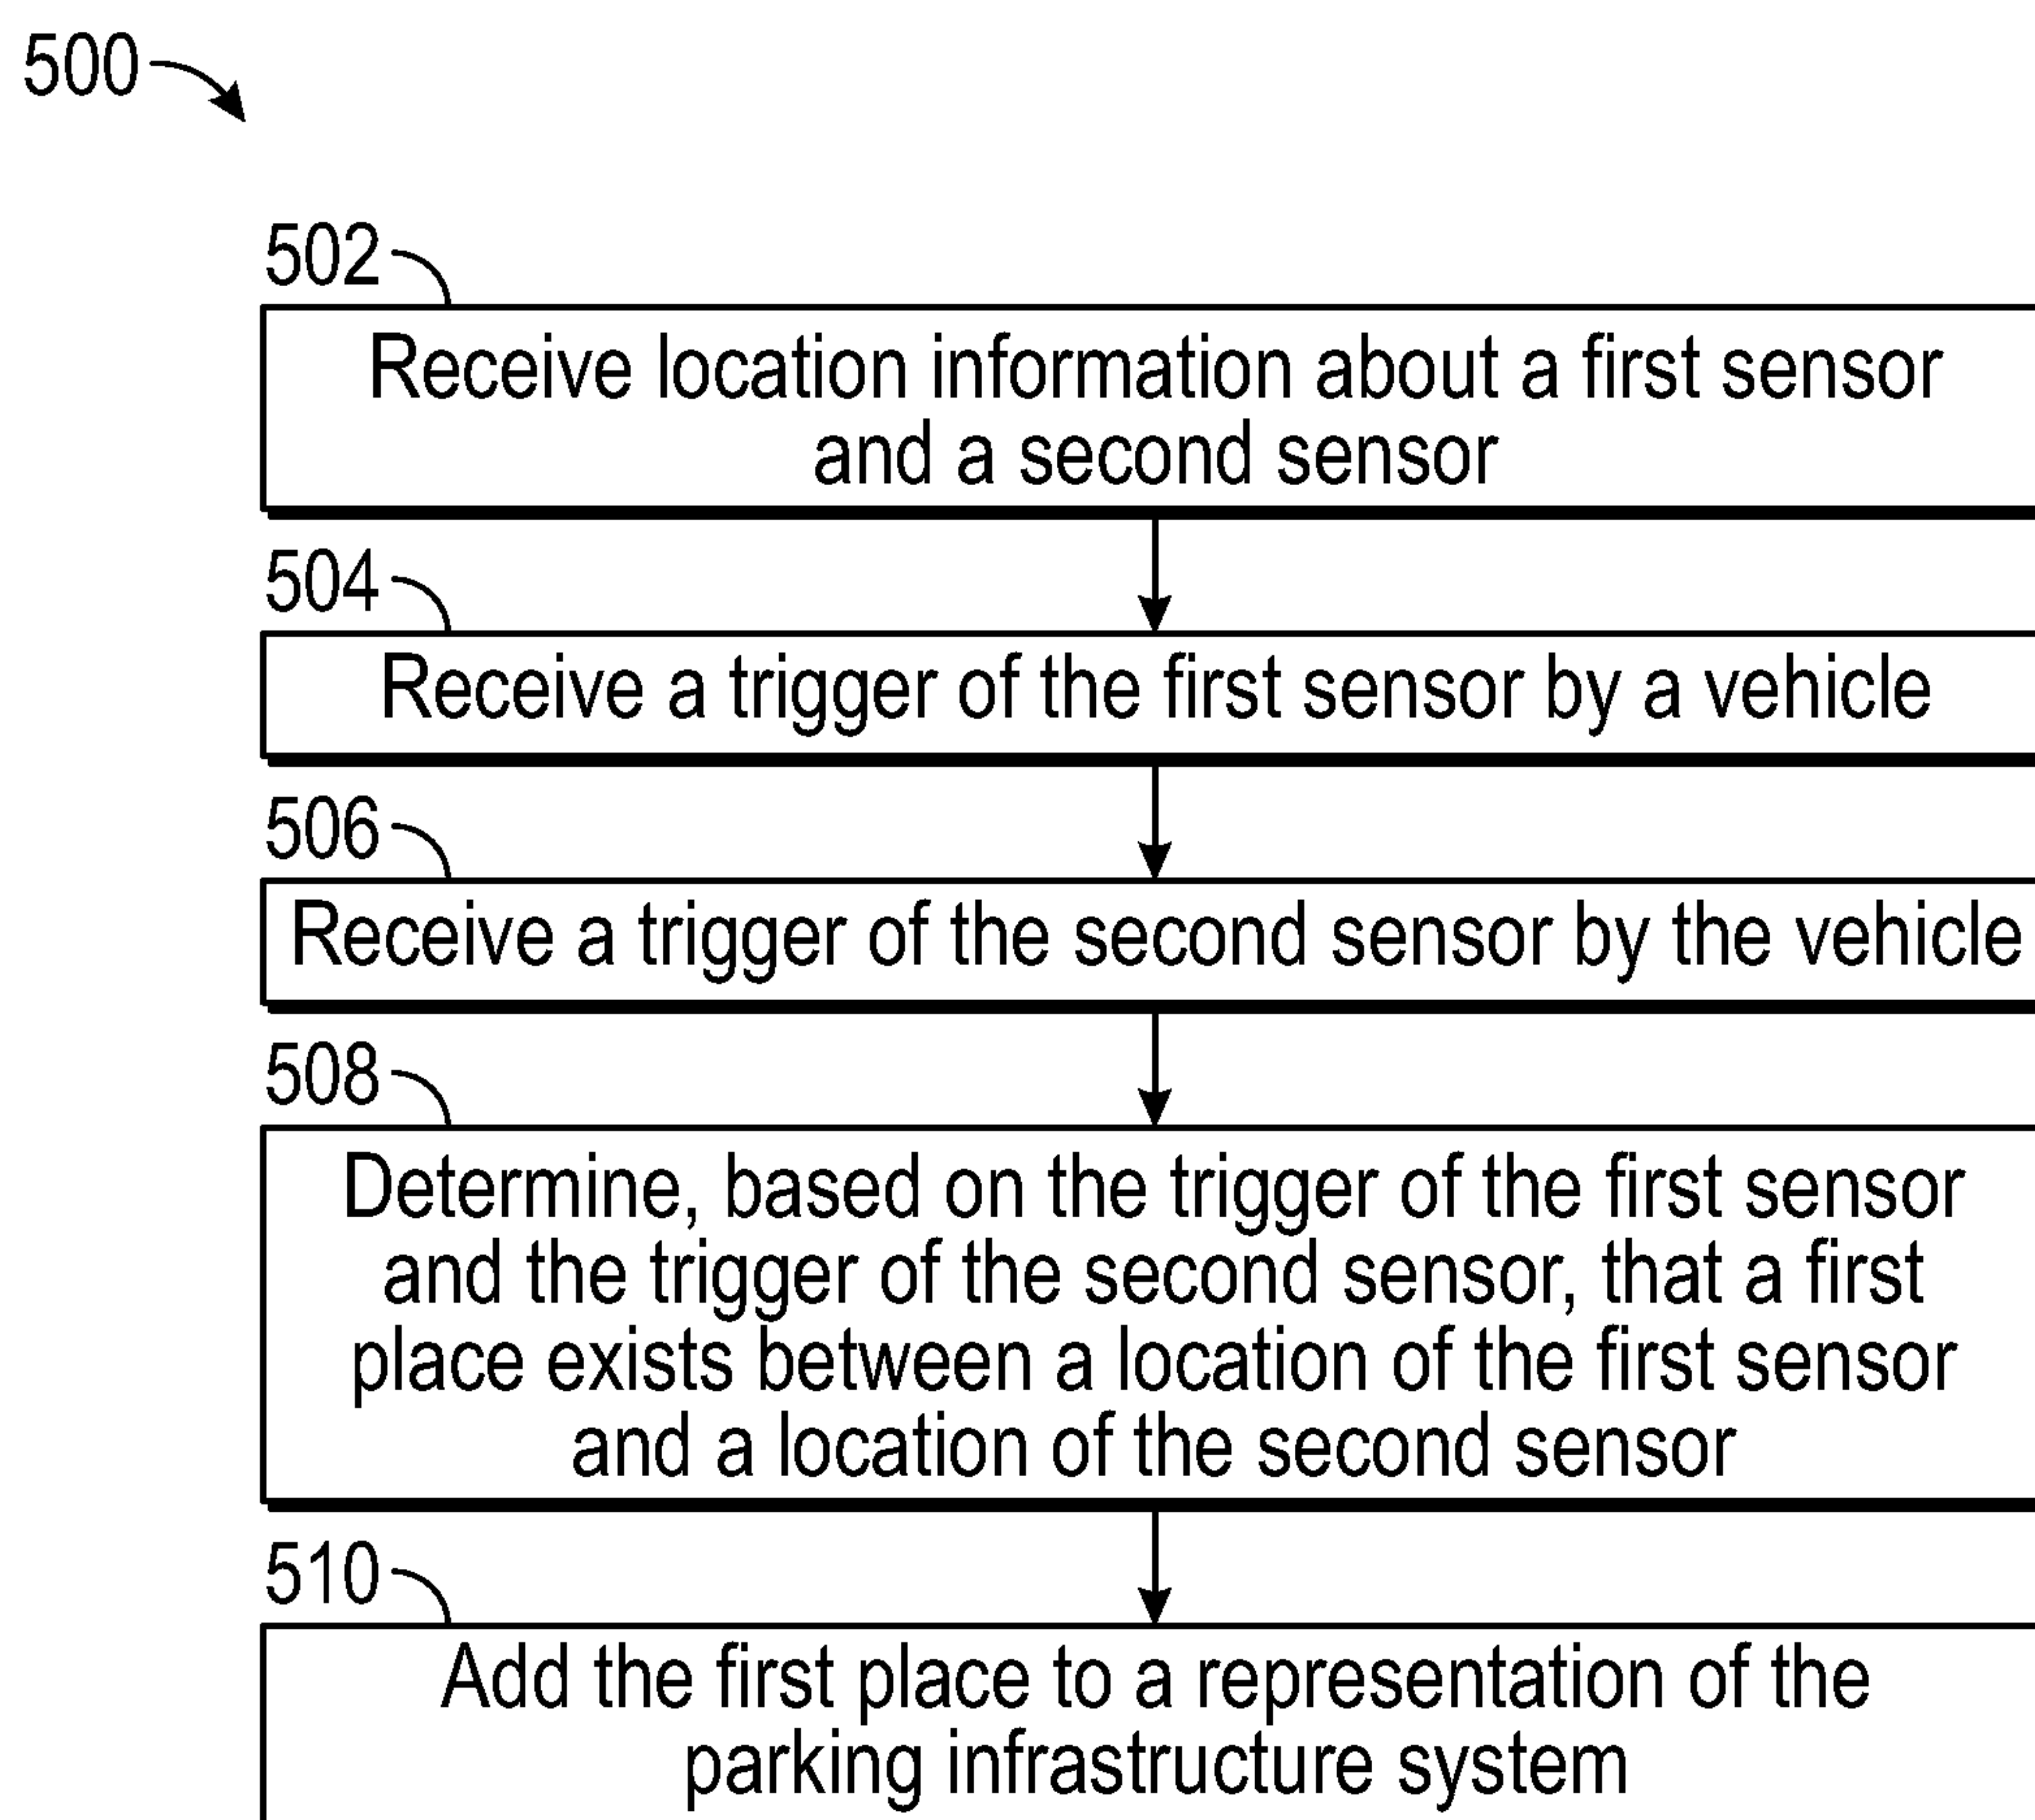 500
502
Receive location information about a first sensor
and a second sensor
504
Receive a trigger of the first sensor by a vehicle
506
Receive a trigger of the second sensor by the vehicle
508
Determine, based on the trigger of the first sensor
and the trigger of the second sensor, that a first
place exists between a location of the first sensor
and a location of the second sensor
510
Add the first place to a representation of the
parking infrastructure system